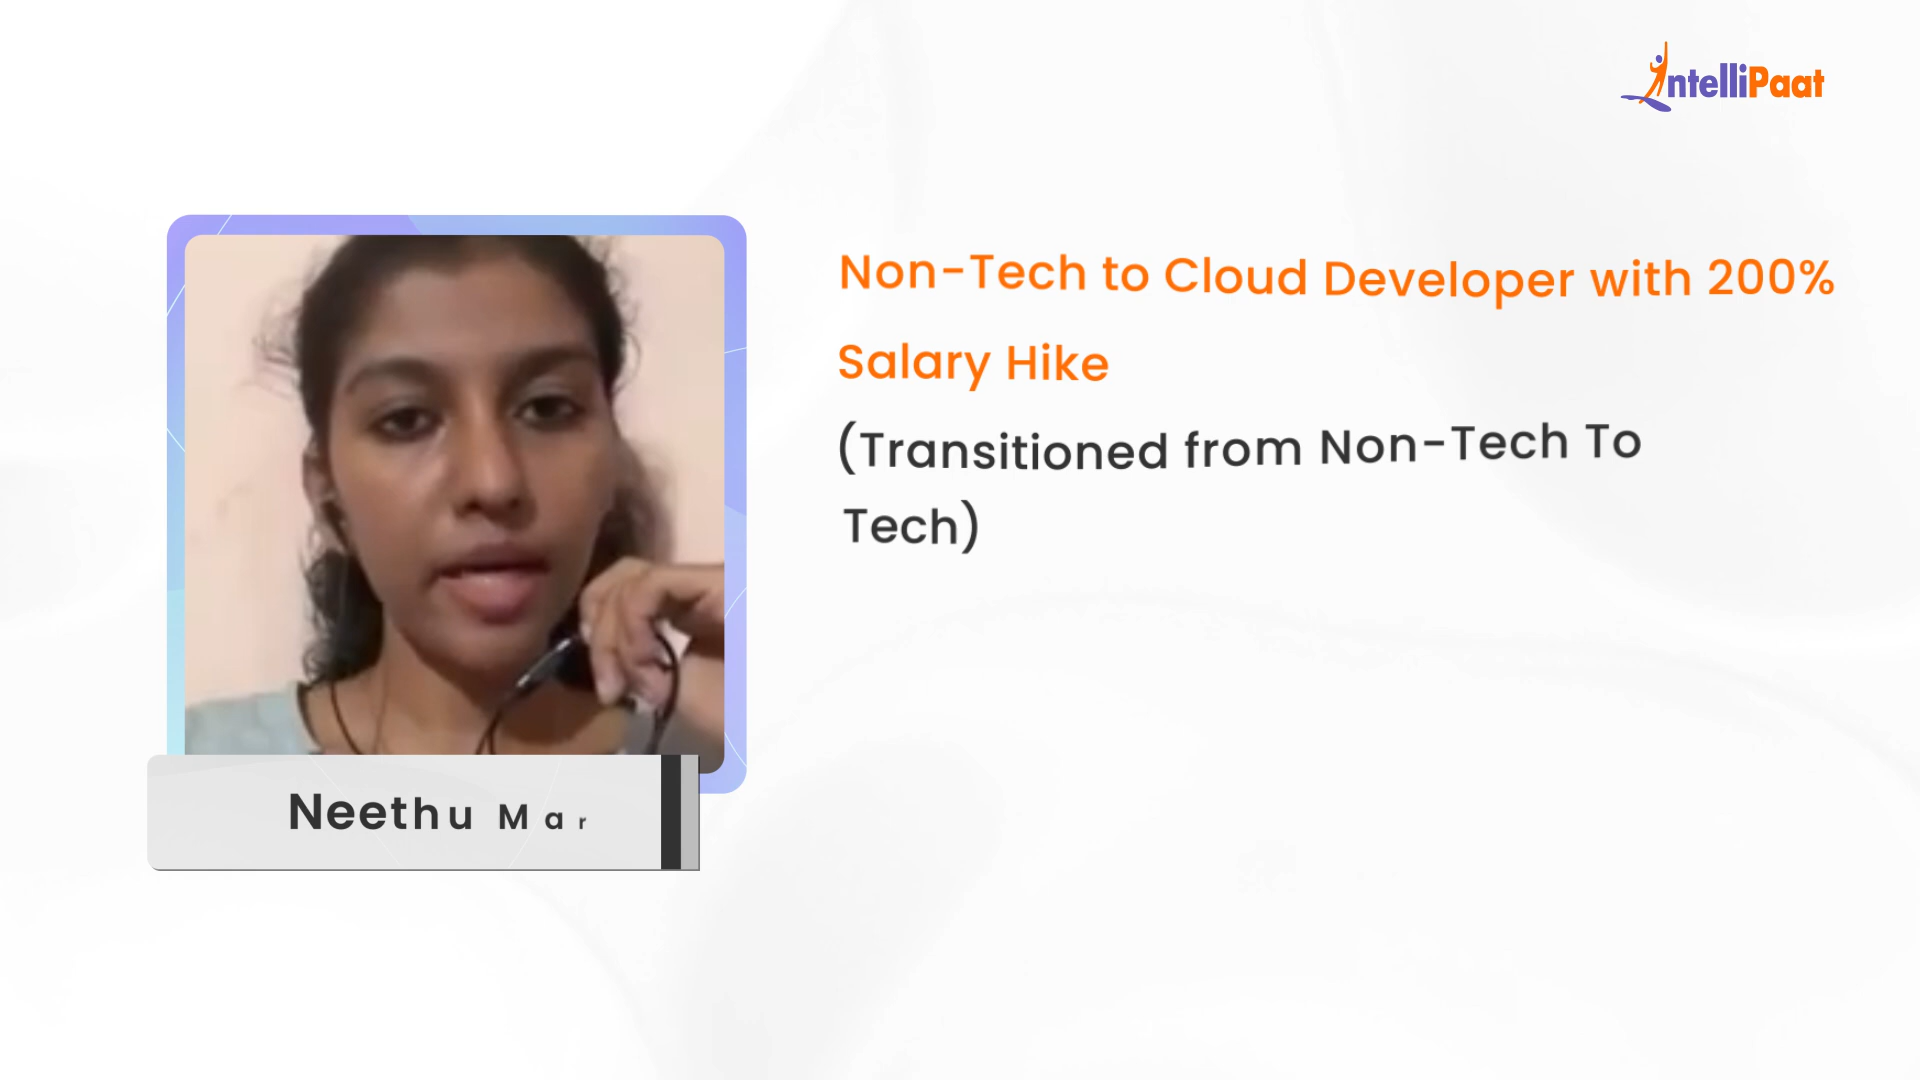 IntelliPaat
Non-Tech to Cloud Developer with 200%
Salary Hike
(Transitioned from Non-Tech To
Tech)
Neethu Mar